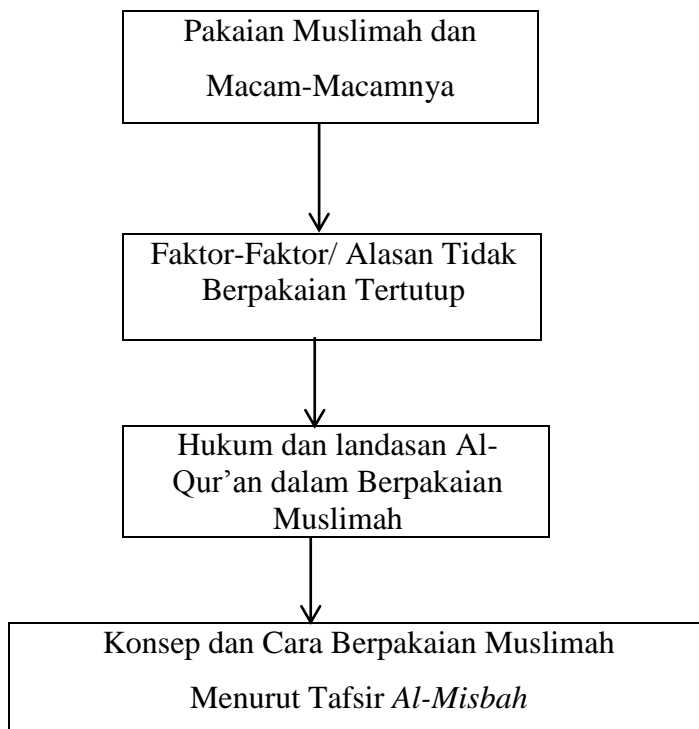 Pakaian Muslimah dan
Macam-Macamnya
Faktor-Faktor/ Alasan Tidak
Berpakaian Tertutup
Hukum dan landasan Al-
Qur’an dalam Berpakaian
Muslimah
Konsep dan Cara Berpakaian Muslimah
Menurut Tafsir Al-Misbah